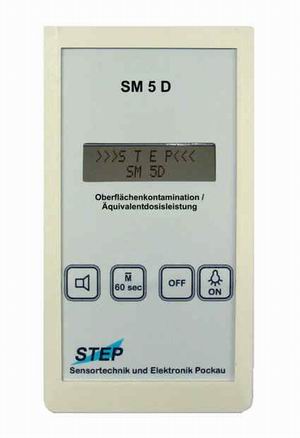 SM 5 D
>>>S T E P<<<
SM 5D
Oberflächenkontamination /
Äquivalentdosisleistung
M
60 sec
OFF
ON
STEP
Sensortechnik und Elektronik Pockau